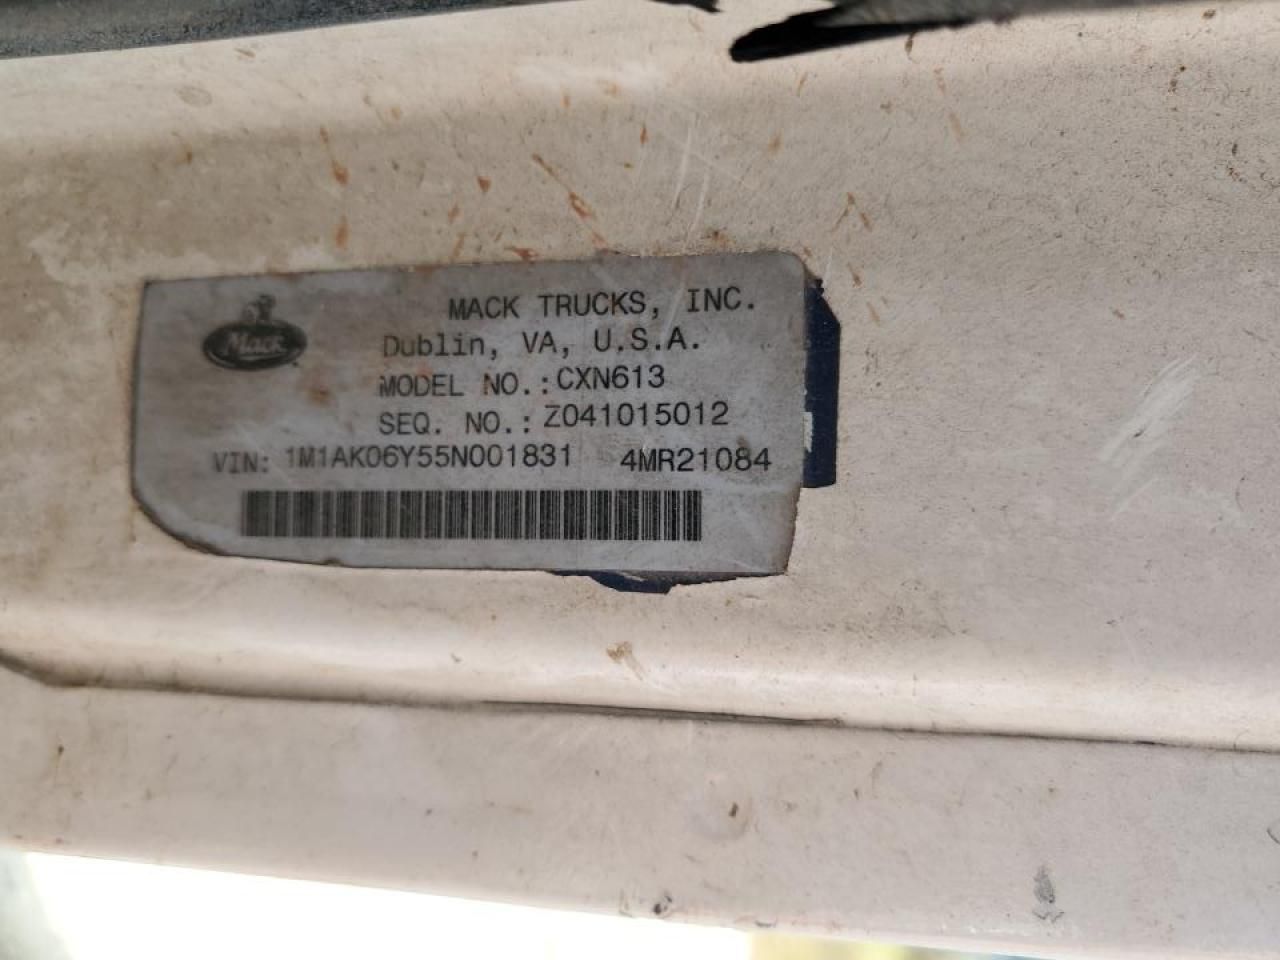 MACK TRUCKS, INC.
Mack Dublin, VA, U.S.A.
MODEL NO.: CXN613
SEQ. NO.: Z041015012
VIN: 1M1AK06Y55N001831 4MR21084